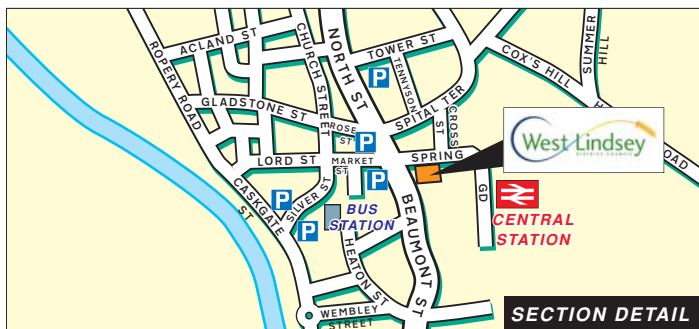 ACLAND ST
ROPERY ROAD
CHURCH STREET
NORTH ST
TOWER ST
TENNYSON
ST
COX'S HILL
SUMMER
HILL
ROAD
P
GLADSTONE ST
ROSE
ST
SPITAL TER
CROSS
ST
P
West Lindsey
DISTRICT COUNCIL
LORD ST
MARKET
ST
SPRING
GD
P
CASKGATE
ST
SILVER ST
P
P
BUS
STATION
BEAUMONT ST
CENTRAL
STATION
HEATON ST
WEMBLEY
STREET
SECTION DETAIL